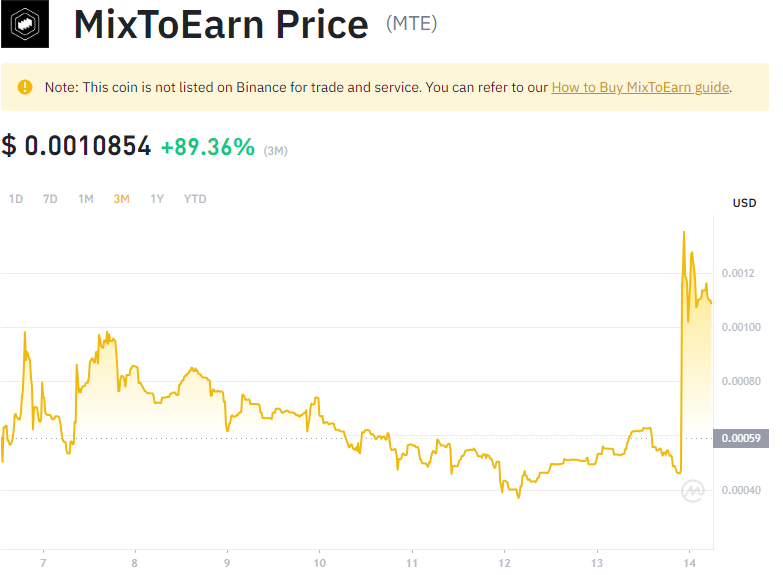 MixToEarn Price (MTE)
Note: This coin is not listed on Binance for trade and service. You can refer to our How to Buy MixToEarn guide.
$ 0.0010854 +89.36% (3M)
1D 7D 1M 3M 1Y YTD
USD
0.0012
0.00100
0.00080
0.00059
0.00040
7 8 9 10 11 12 13 14